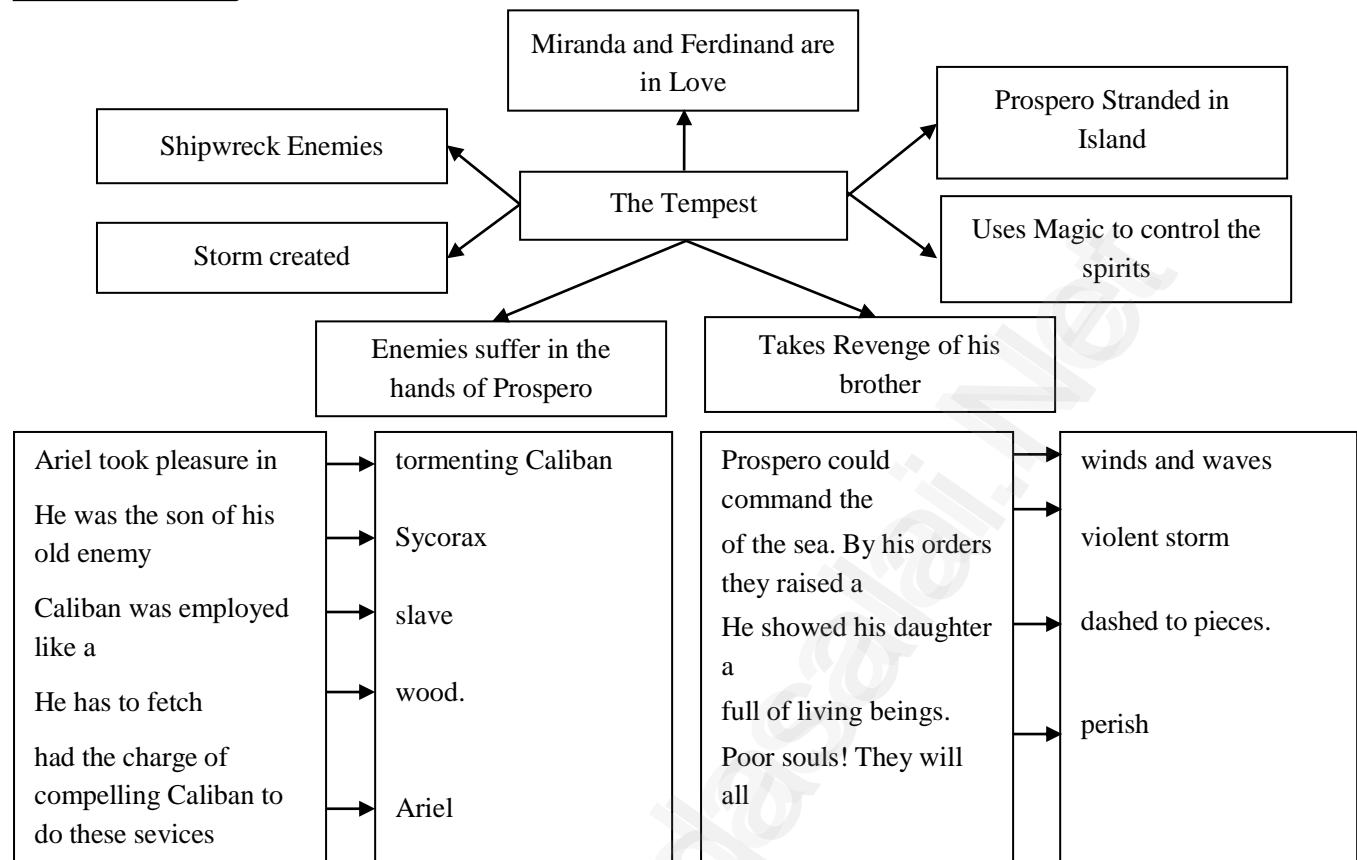 Miranda and Ferdinand are
in Love
Prospero Stranded in
Island
Shipwreck Enemies
The Tempest
Storm created
Uses Magic to control the
spirits
Enemies suffer in the
hands of Prospero
Takes Revenge of his
brother
Ariel took pleasure in
He was the son of his
old enemy
Caliban was employed
like a
He has to fetch
had the charge of
compelling Caliban to
do these sevices
tormenting Caliban
Sycorax
slave
wood.
Ariel
Prospero could
command the
of the sea. By his orders
they raised a
He showed his daughter
a
full of living beings.
Poor souls! They will
all
winds and waves
violent storm
dashed to pieces.
perish